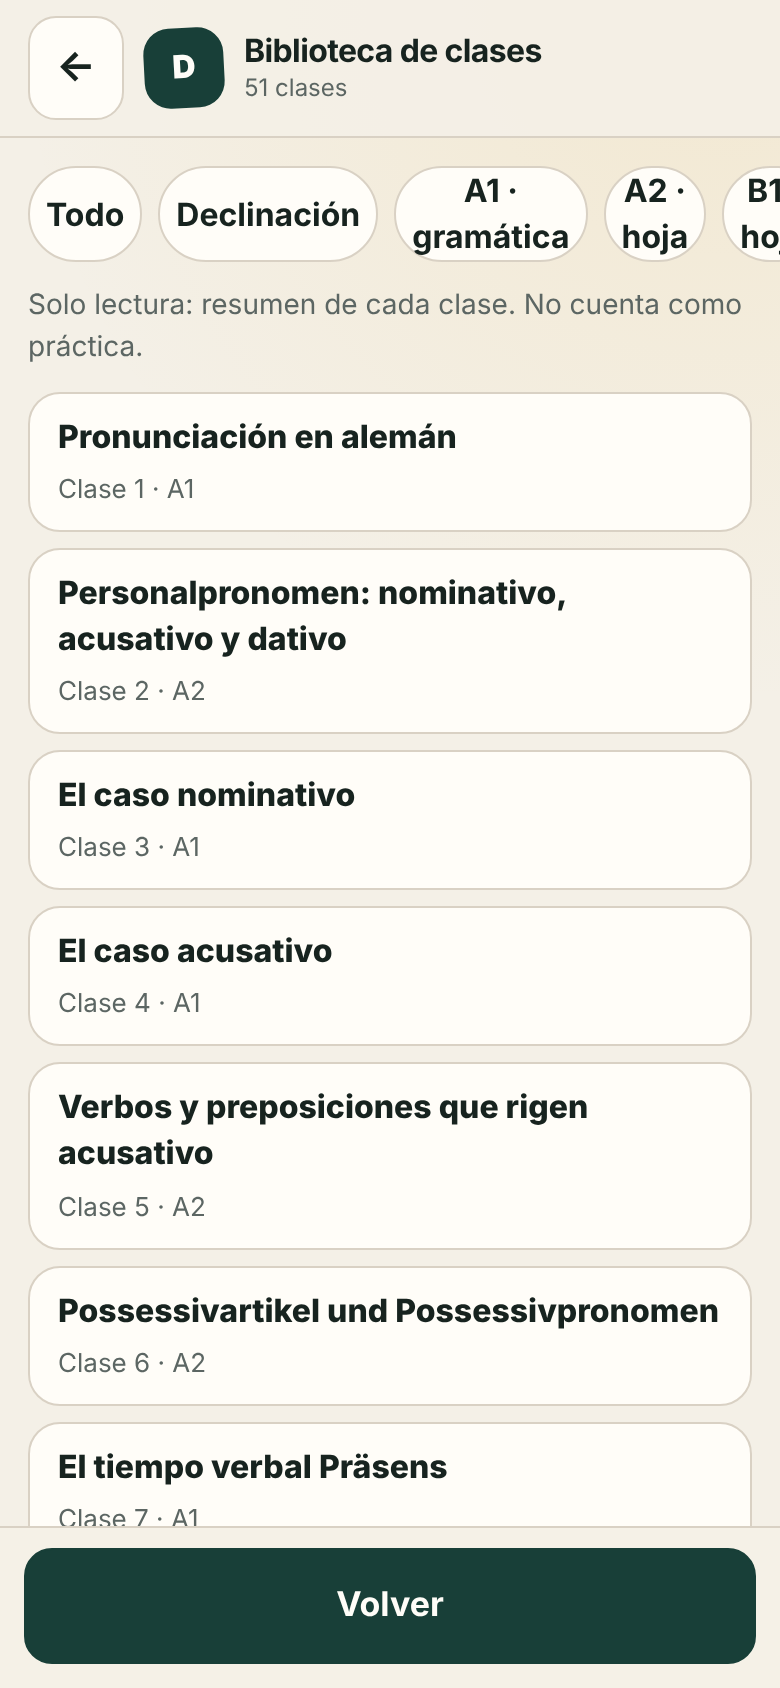 ←
D
Biblioteca de clases
51 clases
Todo
Declinación
A1 ·
gramática
A2 ·
hoja
B1
Solo lectura: resumen de cada clase. No cuenta como
práctica.
Pronunciación en alemán
Clase 1 · A1
Personalpronomen: nominativo,
acusativo y dativo
Clase 2 · A2
El caso nominativo
Clase 3 · A1
El caso acusativo
Clase 4 · A1
Verbos y preposiciones que rigen
acusativo
Clase 5 · A2
Possessivartikel und Possessivpronomen
Clase 6 · A2
El tiempo verbal Präsens
Clase 7 · A1
Volver